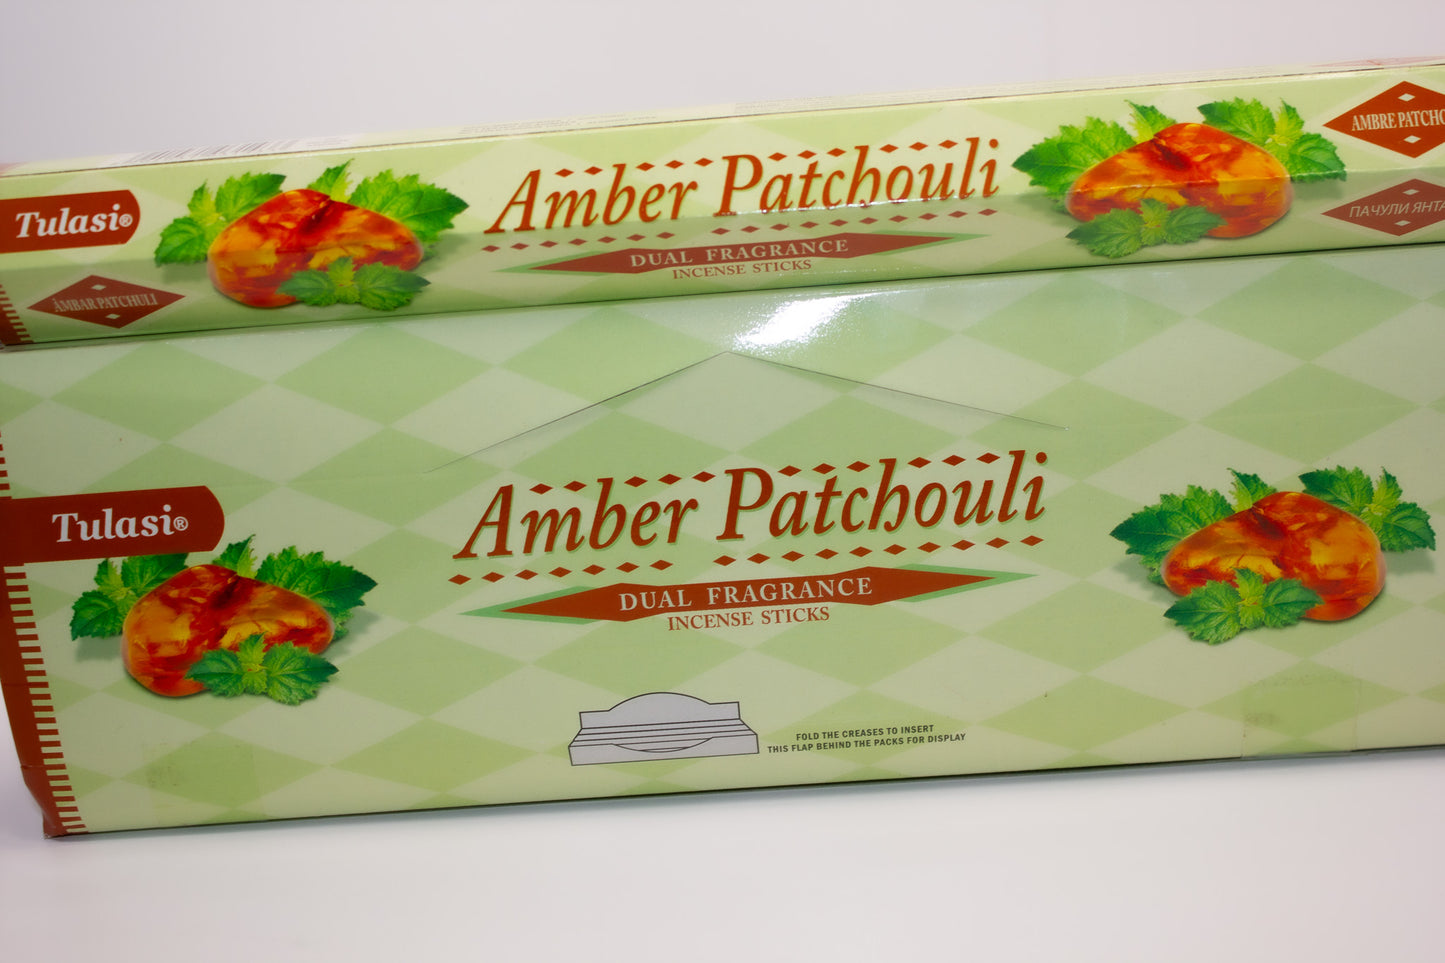 Tulasi®
ÂMBAR PATCHULI
Amber Patchouli
DUAL FRAGRANCE
INCENSE STICKS
AMBRE PATCHO
ПАЧУЛИ ЯНТА
Tulasi®
Amber Patchouli
DUAL FRAGRANCE
INCENSE STICKS
FOLD THE CREASES TO INSERT
THIS FLAP BEHIND THE PACKS FOR DISPLAY